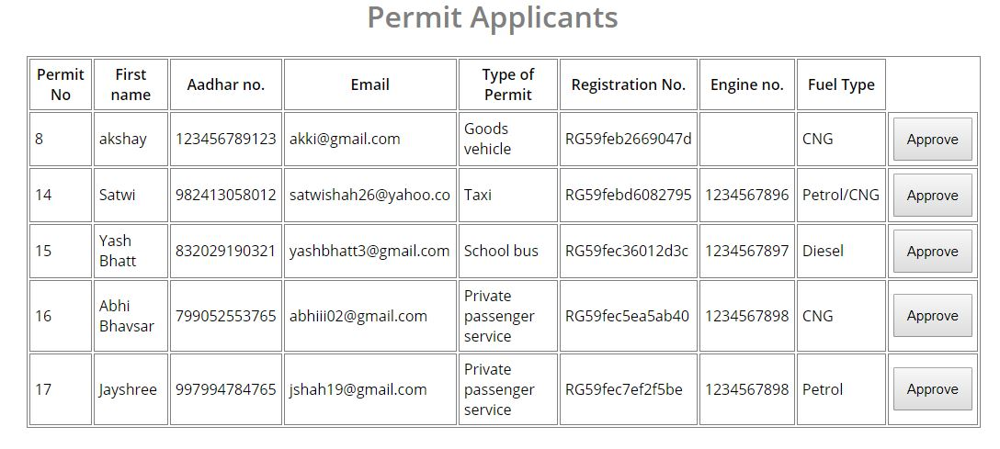 Permit Applicants
Permit No First name Aadhar no. Email Type of Permit Registration No. Engine no. Fuel Type
8 akshay 123456789123 akki@gmail.com Goods vehicle RG59feb2669047d CNG Approve
14 Satwi 982413058012 satwishah26@yahoo.co Taxi RG59febd6082795 1234567896 Petrol/CNG Approve
15 Yash Bhatt 832029190321 yashbhatt3@gmail.com School bus RG59fec36012d3c 1234567897 Diesel Approve
16 Abhi Bhavsar 799052553765 abhiii02@gmail.com Private passenger service RG59fec5ea5ab40 1234567898 CNG Approve
17 Jayshree 997994784765 jshah19@gmail.com Private passenger service RG59fec7ef2f5be 1234567898 Petrol Approve